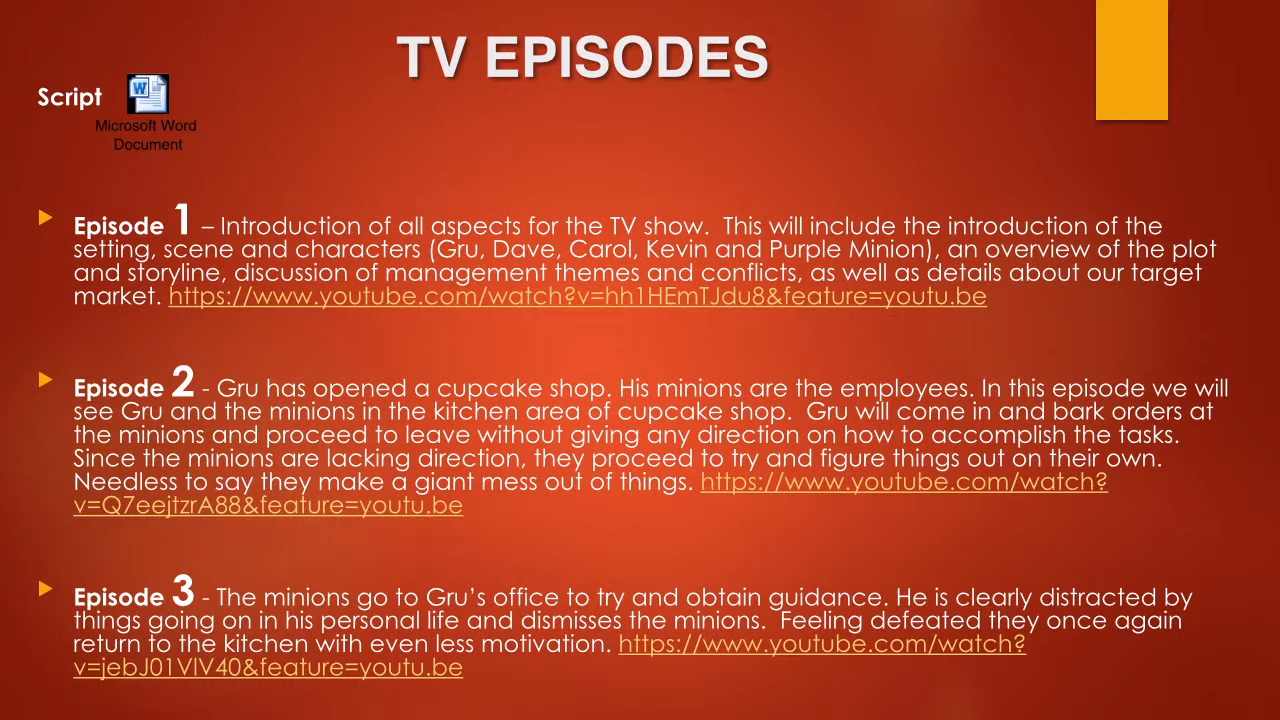 TV EPISODES
Script
Microsoft Word
Document
Episode 1 – Introduction of all aspects for the TV show.  This will include the introduction of the
setting, scene and characters (Gru, Dave, Carol, Kevin and Purple Minion), an overview of the plot
and storyline, discussion of management themes and conflicts, as well as details about our target
market. https://www.youtube.com/watch?v=hh1HEmTJdu8&feature=youtu.be
Episode 2 - Gru has opened a cupcake shop. His minions are the employees. In this episode we will
see Gru and the minions in the kitchen area of cupcake shop.  Gru will come in and bark orders at
the minions and proceed to leave without giving any direction on how to accomplish the tasks.
Since the minions are lacking direction, they proceed to try and figure things out on their own.
Needless to say they make a giant mess out of things. https://www.youtube.com/watch?
v=Q7eejtzrA88&feature=youtu.be
Episode 3 - The minions go to Gru’s office to try and obtain guidance. He is clearly distracted by
things going on in his personal life and dismisses the minions.  Feeling defeated they once again
return to the kitchen with even less motivation. https://www.youtube.com/watch?
v=jebJ01VlV40&feature=youtu.be